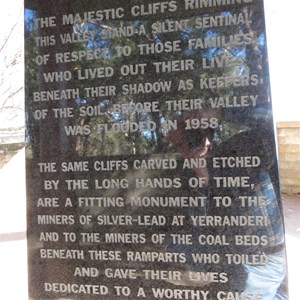 THE MAJESTIC CLIFFS RIMMING
THIS VALLEY STAND A SILENT SENTINAL
OF RESPECT TO THOSE FAMILIES
WHO LIVED OUT THEIR LIVES
BENEATH THEIR SHADOW AS KEEPERS
OF THE SOIL, BEFORE THEIR VALLEY
WAS FLOODED IN 1958.
THE SAME CLIFFS CARVED AND ETCHED
BY THE LONG HANDS OF TIME,
ARE A FITTING MONUMENT TO THE
MINERS OF SILVER-LEAD AT YERRANDERI
AND TO THE MINERS OF THE COAL BEDS
BENEATH THESE RAMPARTS WHO TOILED
AND GAVE THEIR LIVES
DEDICATED TO A WORTHY CAUSE